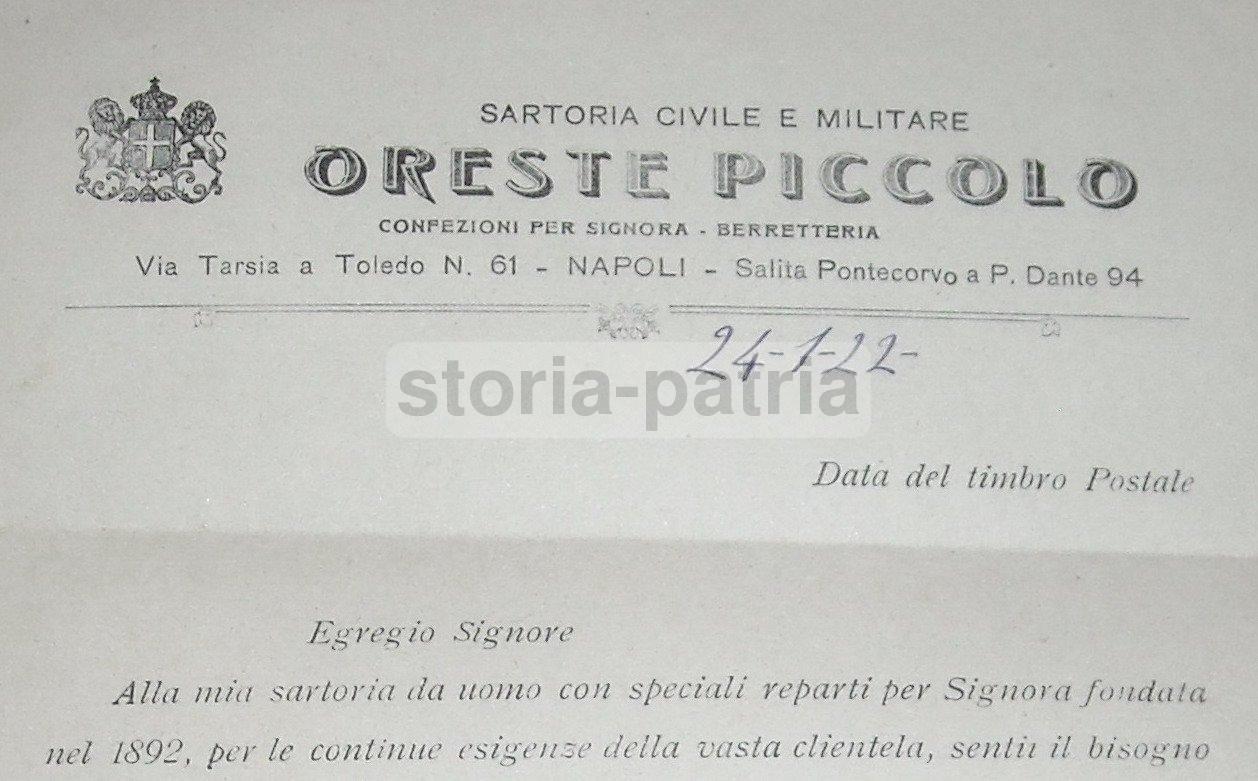 SARTORIA CIVILE E MILITARE
ORESTE PICCOLO
CONFEZIONI PER SIGNORA - BERRETTERIA
Via Tarsia a Toledo N. 61 - NAPOLI - Salita Pontecorvo a P. Dante 94
24-1-22-
storia-patria
Data del timbro Postale
Egregio Signore
Alla mia sartoria da uomo con speciali reparti per Signora fondata
nel 1892, per le continue esigenze della vasta clientela, sentii il bisogno